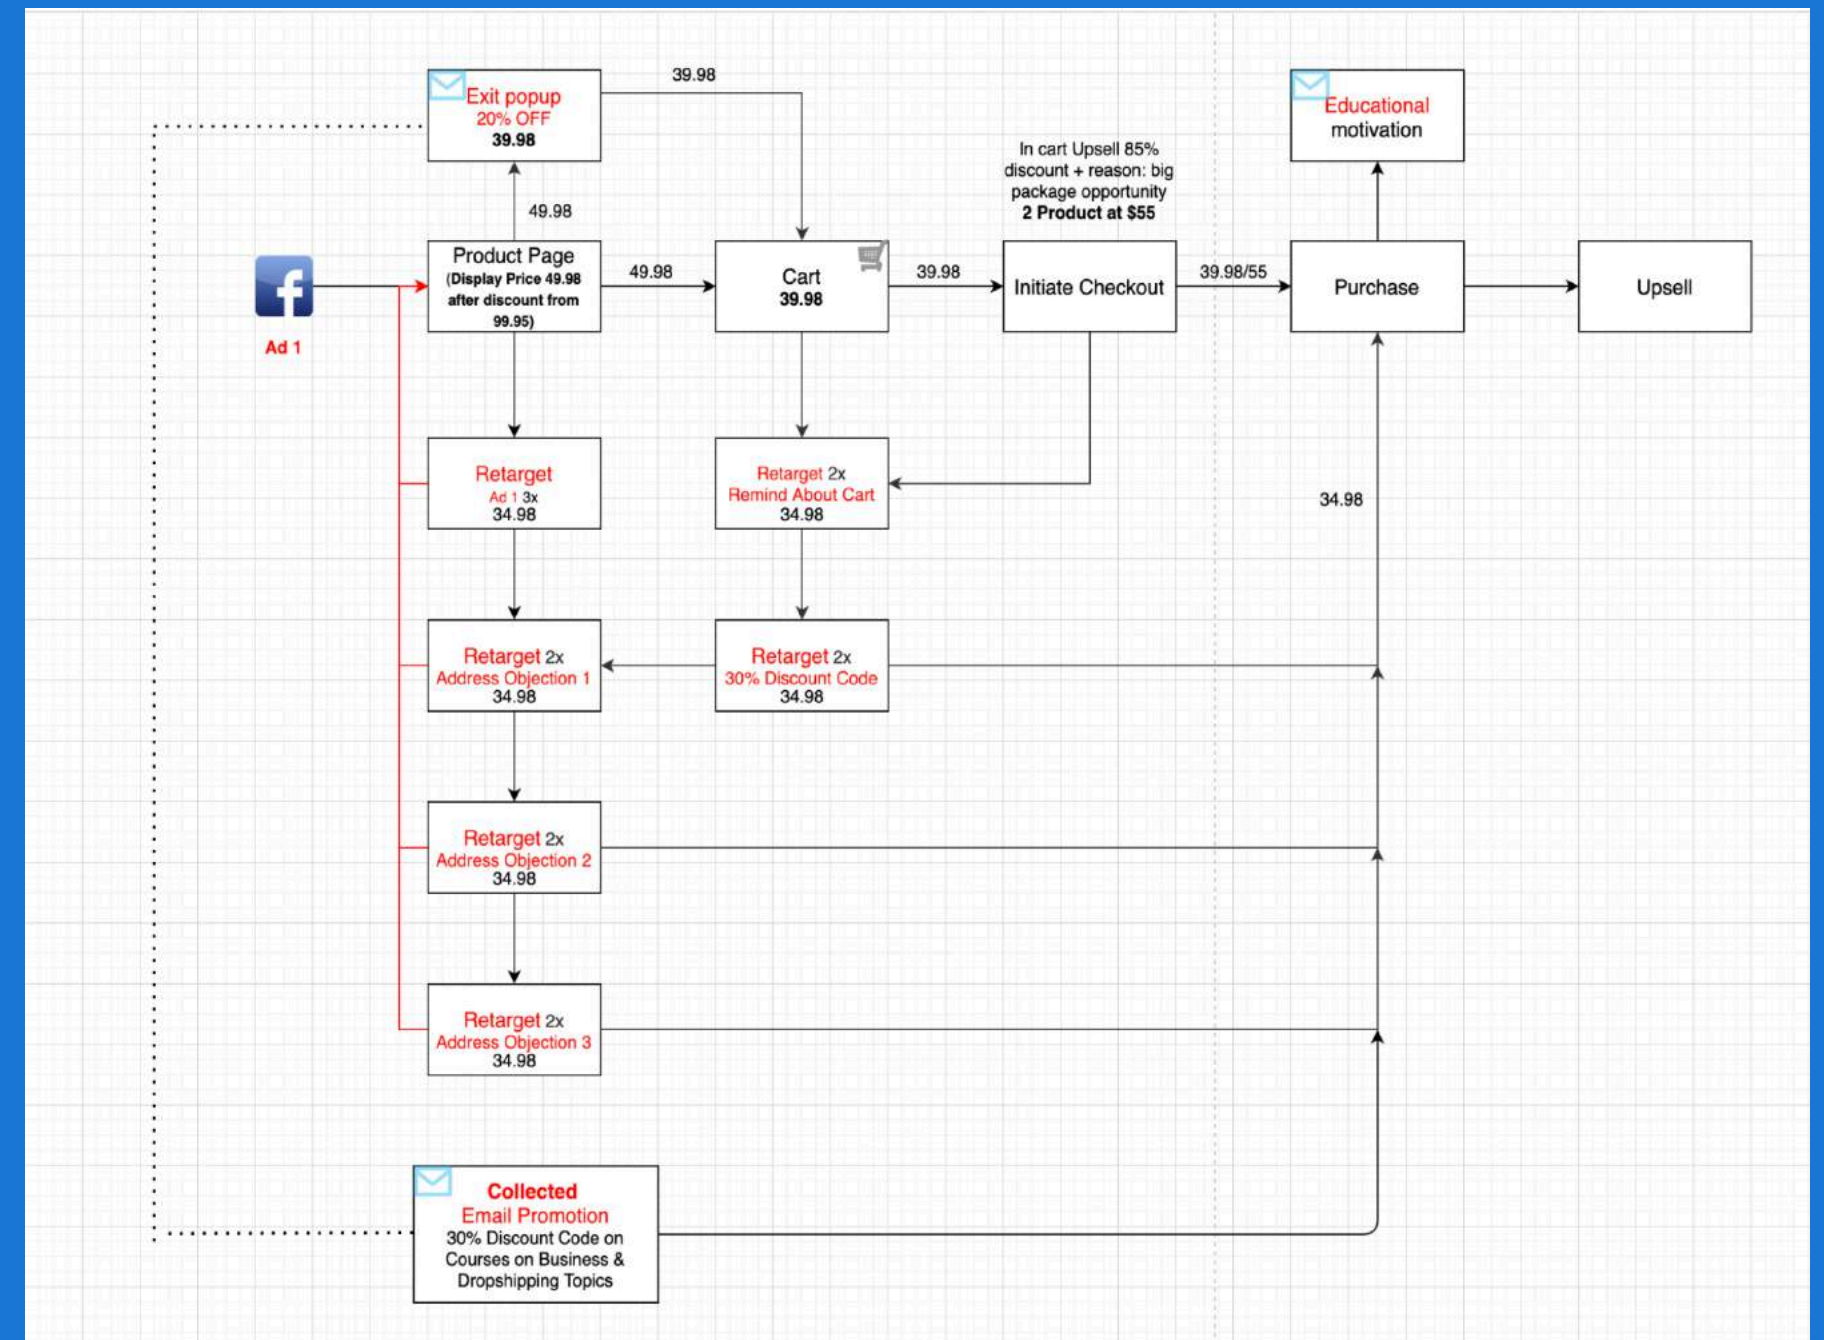 Exit popup
20% OFF
39.98
39.98
Educational
motivation
In cart Upsell 85%
discount + reason: big
package opportunity
2 Product at $55
49.98
Ad 1
Product Page
(Display Price 49.98
after discount from
99.95)
49.98
Cart
39.98
39.98
Initiate Checkout
39.98/55
Purchase
Upsell
Retarget
Ad 1 3x
34.98
Retarget 2x
Remind About Cart
34.98
34.98
Retarget 2x
Address Objection 1
34.98
Retarget 2x
30% Discount Code
34.98
Retarget 2x
Address Objection 2
34.98
Retarget 2x
Address Objection 3
34.98
Collected
Email Promotion
30% Discount Code on
Courses on Business &
Dropshipping Topics